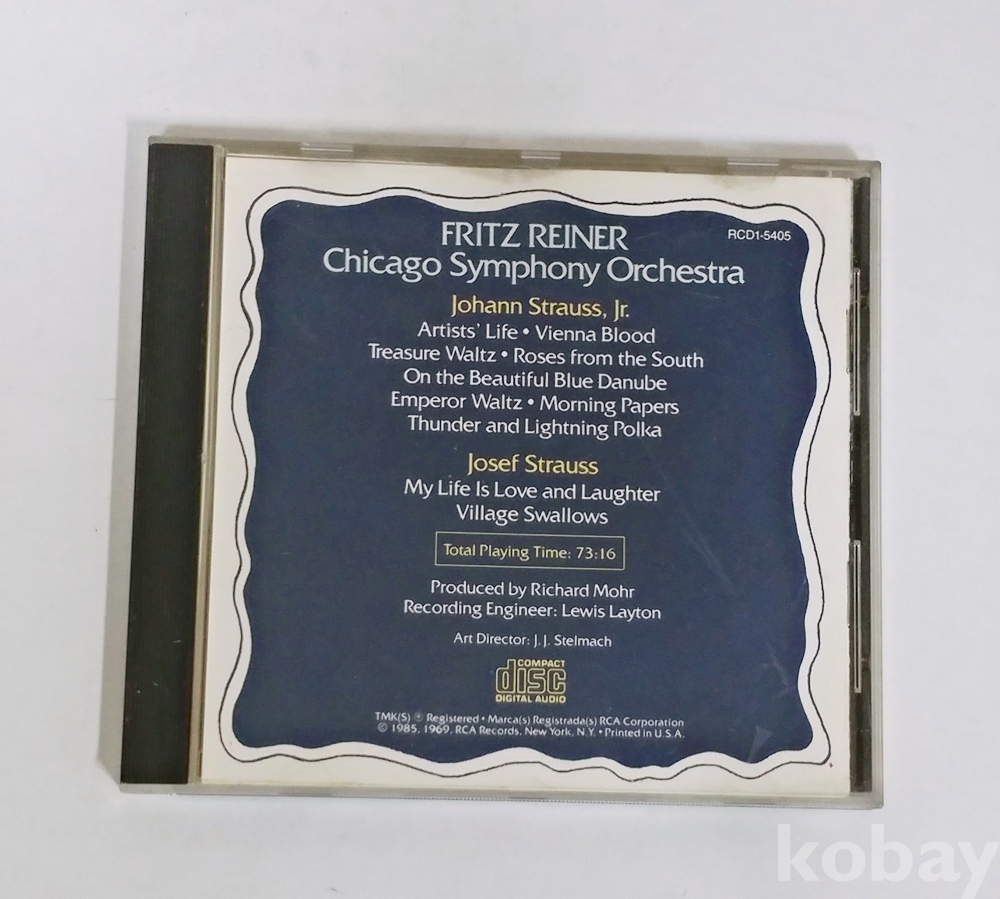 FRITZ REINER
RCD1-5405
Chicago Symphony Orchestra
Johann Strauss, Jr.
Artists' Life • Vienna Blood
Treasure Waltz • Roses from the South
On the Beautiful Blue Danube
Emperor Waltz • Morning Papers
Thunder and Lightning Polka
Josef Strauss
My Life Is Love and Laughter
Village Swallows
Total Playing Time: 73:16
Produced by Richard Mohr
Recording Engineer: Lewis Layton
Art Director: J. J. Stelmach
COMPACT
disc
DIGITAL AUDIO
TMK(S) ® Registered • Marca(s) Registrada(s) RCA Corporation
© 1985, 1969, RCA Records, New York, N.Y. • Printed in U.S.A.
kobay